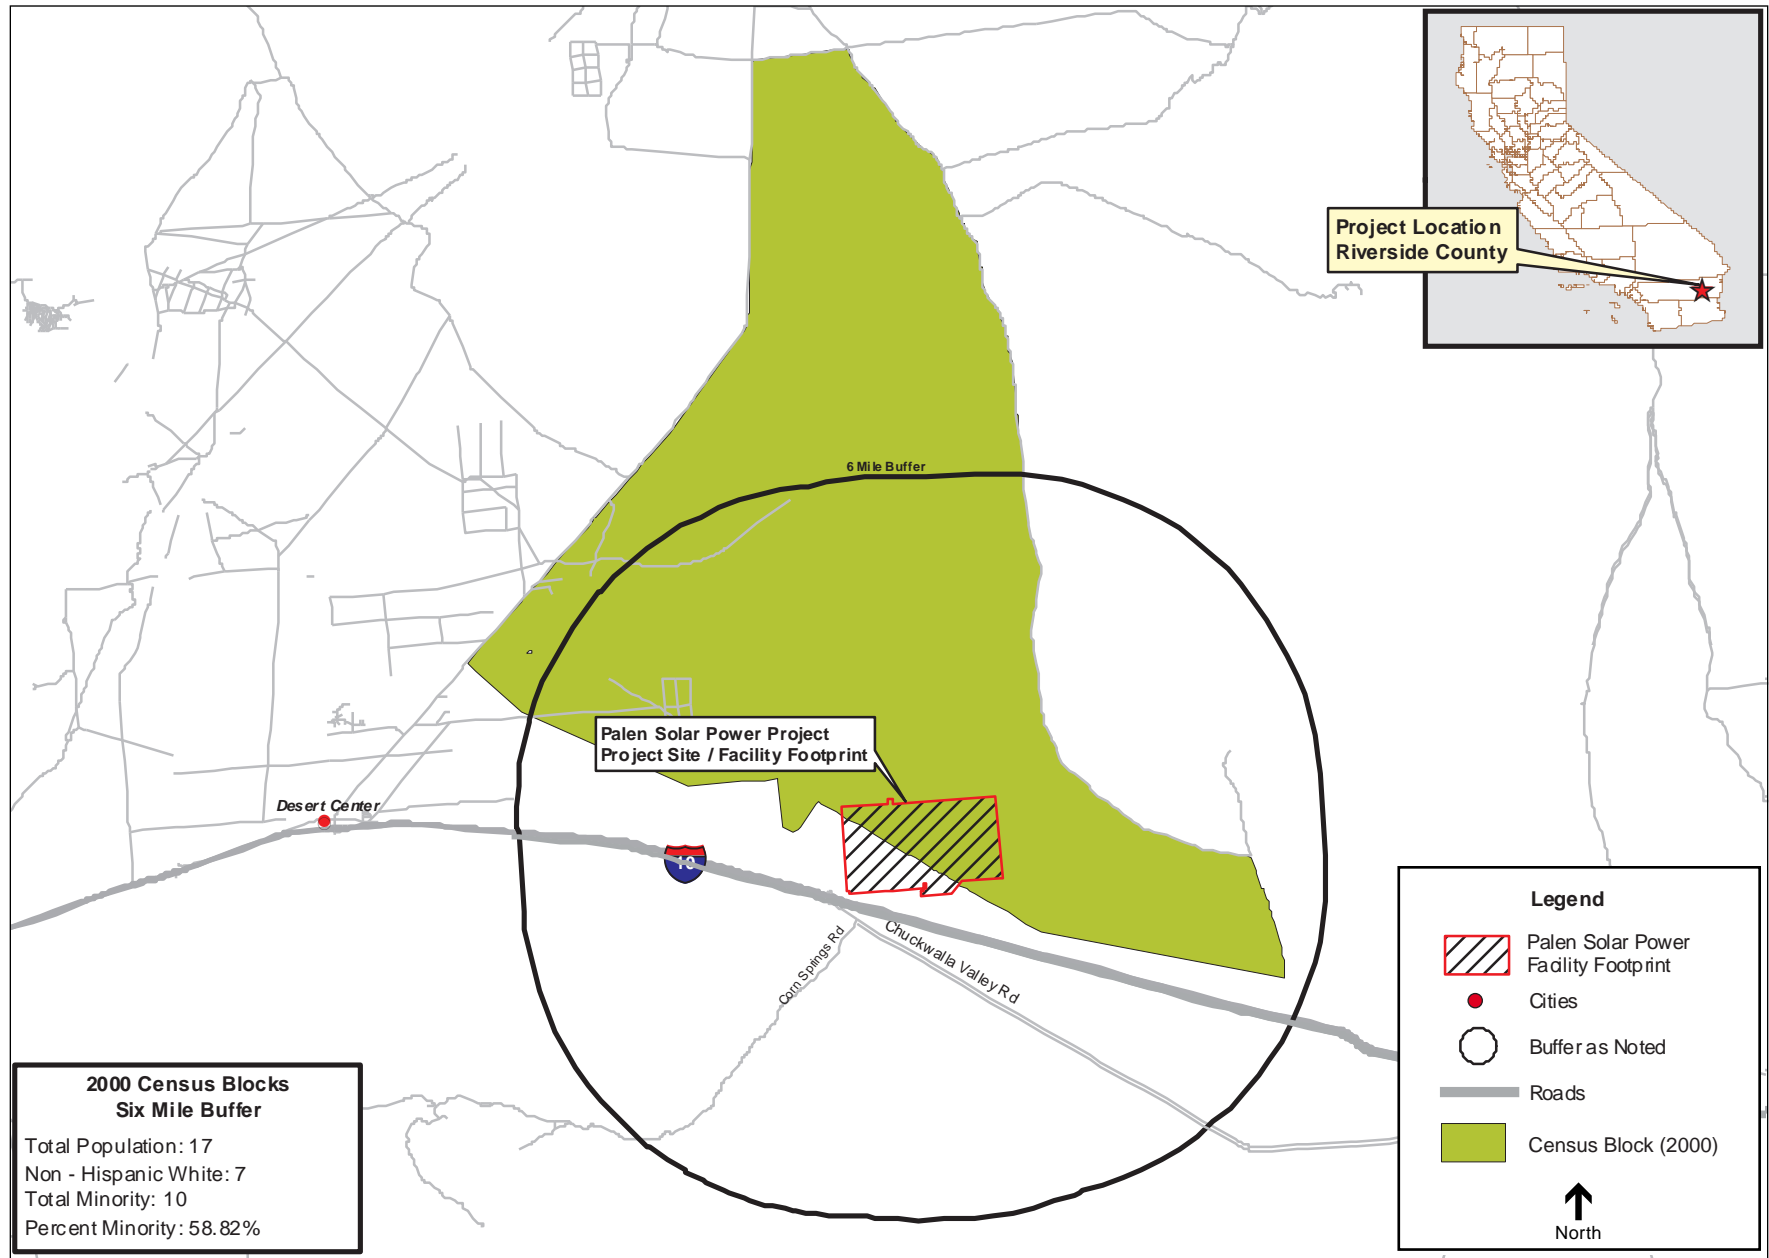 Project Location
Riverside County
6 Mile Buffer
Palen Solar Power Project
Project Site / Facility Footprint
Desert Center
10
Corn Springs Rd
Chuckwalla Valley Rd
2000 Census Blocks
Six Mile Buffer
Total Population: 17
Non - Hispanic White: 7
Total Minority: 10
Percent Minority: 58.82%
Legend
Palen Solar Power
Facility Footprint
Cities
Buffer as Noted
Roads
Census Block (2000)
North